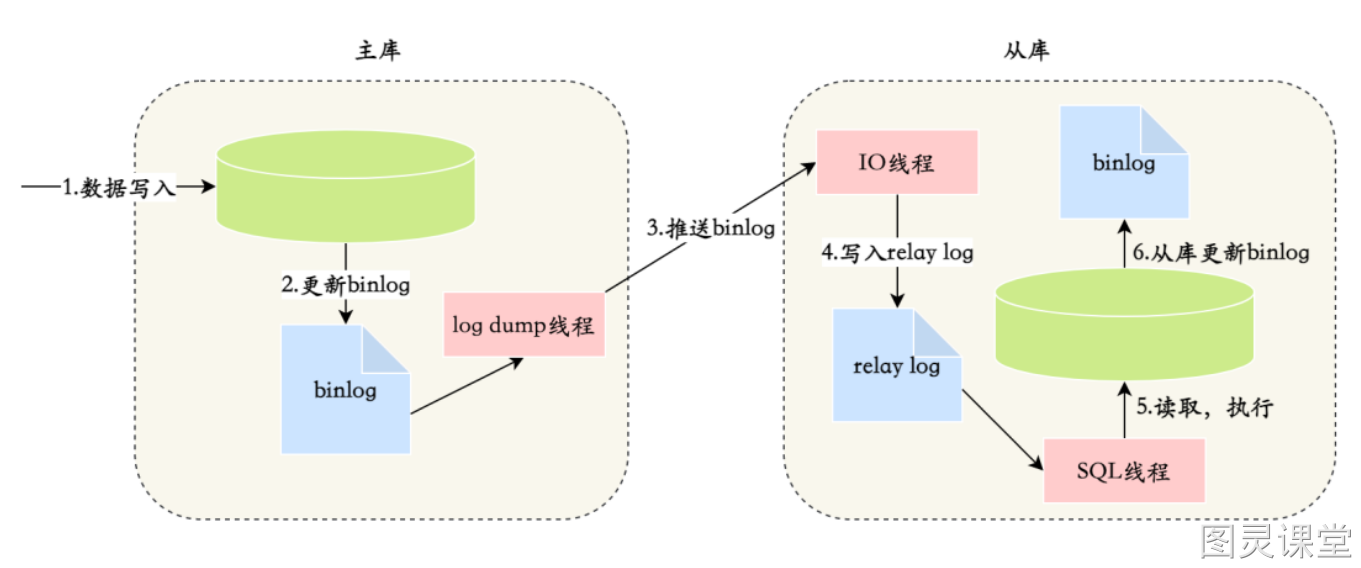 主库
从库
1.数据写入
2.更新binlog
binlog
log dump线程
3.推送binlog
IO线程
4.写入relay log
relay log
SQL线程
5.读取，执行
6.从库更新binlog
binlog
图灵课堂